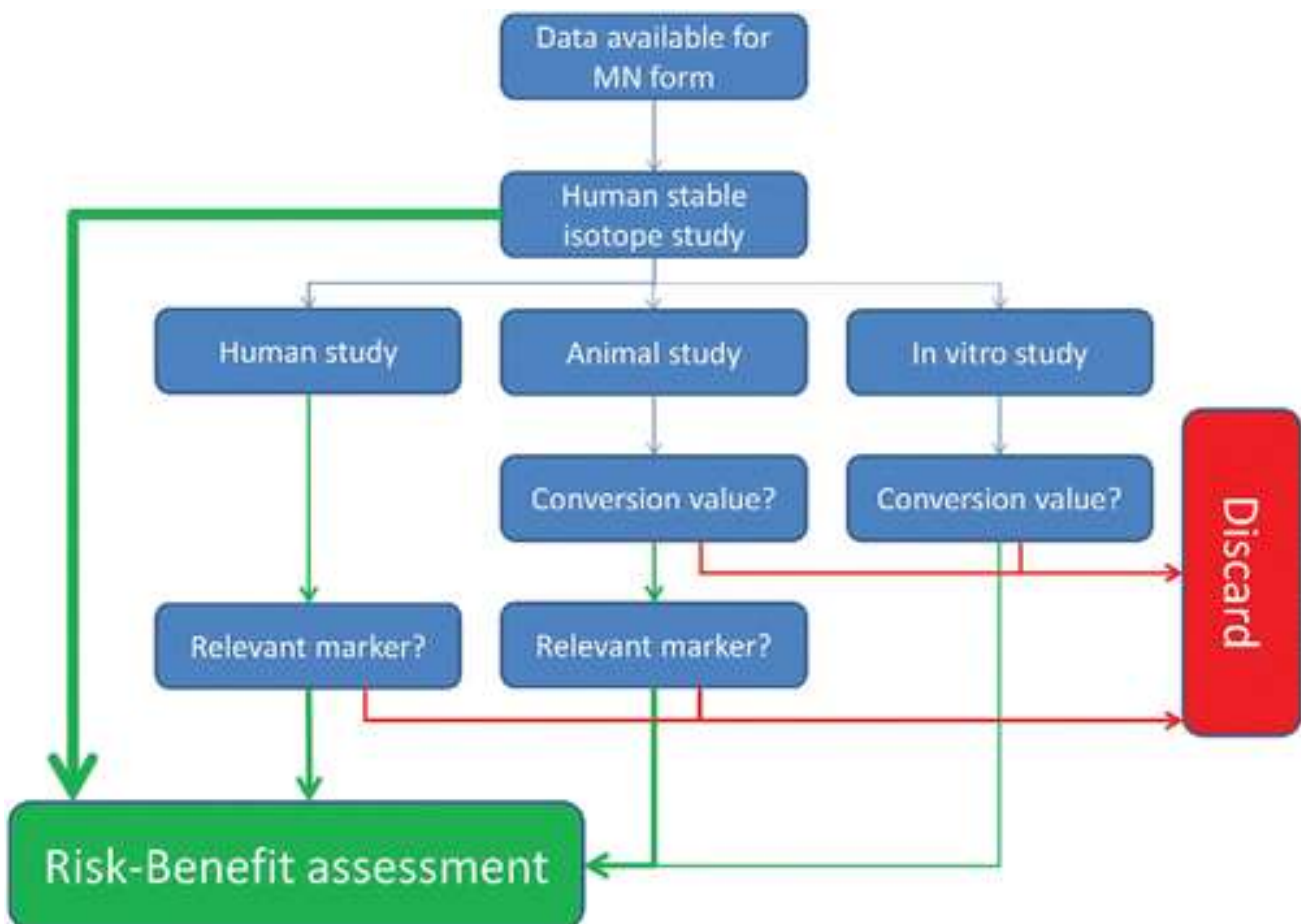 Data available for
MN form
Human stable
isotope study
Human study
Animal study
In vitro study
Conversion value?
Conversion value?
Discard
Relevant marker?
Relevant marker?
Risk-Benefit assessment